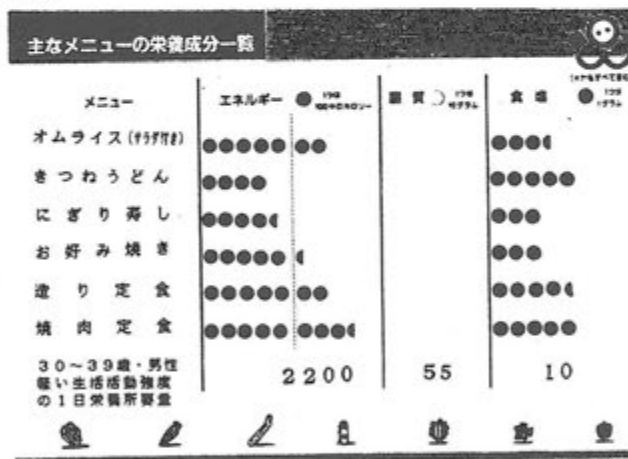 主なメニューの栄養成分一覧
メニュー エネルギー 脂質 食塩
オムライス(サラダ付き)
きつねうどん
にぎり寿し
お好み焼き
造り定食
焼肉定食
30〜39歳・男性
軽い生活活動強度
の1日栄養所要量
2200 55 10